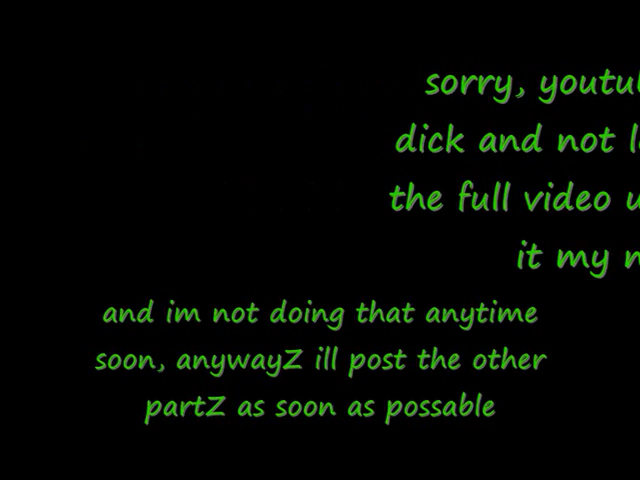 sorry, youtu
dick and not l
the full video u
it my
and im not doing that anytime
soon, anywayZ ill post the other
partZ as soon as possable